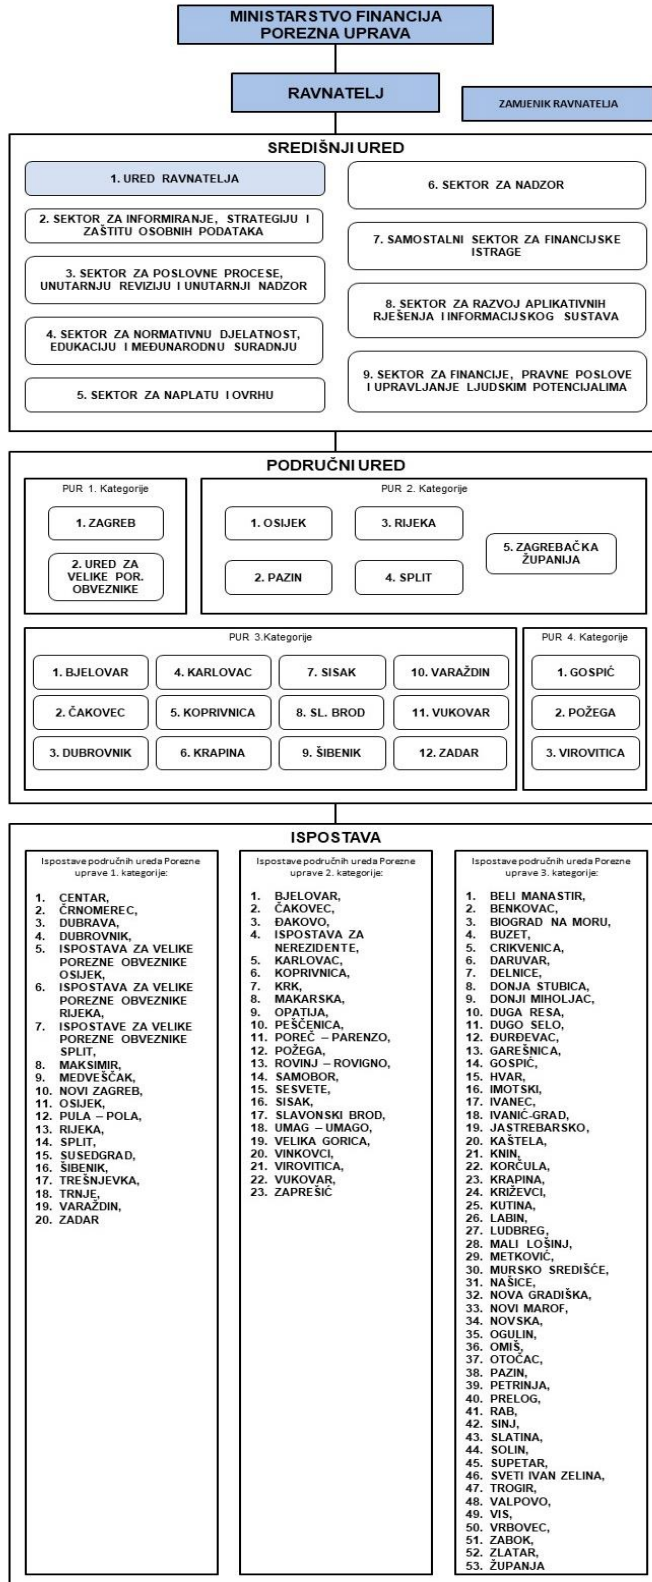 MINISTARSTVO FINANCIJA
POREZNA UPRAVA
RAVNATELJ
ZAMJENIK RAVNATELJA
SREDIŠNJI URED
1. URED RAVNATELJA
2. SEKTOR ZA INFORMIRANJE, STRATEGIJU I
ZAŠTITU OSOBNIH PODATAKA
3. SEKTOR ZA POSLOVNE PROCESE,
UNUTARNJU REVIZIJU I UNUTARNJI NADZOR
4. SEKTOR ZA NORMATIVNU DJELATNOST,
EDUKACIJU I MEĐUNARODNU SURADNJU
5. SEKTOR ZA NAPLATU I OVRHU
6. SEKTOR ZA NADZOR
7. SAMOSTALNI SEKTOR ZA FINANCIJSKE
ISTRAGE
8. SEKTOR ZA RAZVOJ APLIKATIVNIH
RJEŠENJA I INFORMACIJSKOG SUSTAVA
9. SEKTOR ZA FINANCIJE, PRAVNE POSLOVE
I UPRAVLJANJE LJUDSKIM POTENCIJALIMA
PODRUČNI URED
PUR 1. Kategorije
1. ZAGREB
2. URED ZA
VELIKE POR.
OBVEZNIKE
PUR 2. Kategorije
1. OSIJEK
2. PAZIN
3. RIJEKA
4. SPLIT
5. ZAGREBAČKA
ŽUPANIJA
PUR 3.Kategorije
1. BJELOVAR
2. ČAKOVEC
3. DUBROVNIK
4. KARLOVAC
5. KOPRIVNICA
6. KRAPINA
7. SISAK
8. SL. BROD
9. ŠIBENIK
10. VARAŽDIN
11. VUKOVAR
12. ZADAR
PUR 4. Kategorije
1. GOSPIĆ
2. POŽEGA
3. VIROVITICA
ISPOSTAVA
Ispostave područnih ureda Porezne
uprave 1. kategorije:
1. CENTAR,
2. ČRNOMEREC,
3. DUBRAVA,
4. DUBROVNIK,
5. ISPOSTAVA ZA VELIKE
POREZNE OBVEZNIKE
OSIJEK,
6. ISPOSTAVA ZA VELIKE
POREZNE OBVEZNIKE
RIJEKA,
7. ISPOSTAVE ZA VELIKE
POREZNE OBVEZNIKE
SPLIT,
8. MAKSIMIR,
9. MEDVEŠČAK,
10. NOVI ZAGREB,
11. OSIJEK,
12. PULA – POLA,
13. RIJEKA,
14. SPLIT,
15. SUSEDGRAD,
16. ŠIBENIK,
17. TREŠNJEVKA,
18. TRNJE,
19. VARAŽDIN,
20. ZADAR
Ispostave područnih ureda Porezne
uprave 2. kategorije:
1. BJELOVAR,
2. ČAKOVEC,
3. ĐAKOVO,
4. ISPOSTAVA ZA
NEREZIDENTE,
5. KARLOVAC,
6. KOPRIVNICA,
7. KRK,
8. MAKARSKA,
9. OPATIJA,
10. PEŠČENICA,
11. POREČ – PARENZO,
12. POŽEGA,
13. ROVINJ – ROVIGNO,
14. SAMOBOR,
15. SESVETE,
16. SISAK,
17. SLAVONSKI BROD,
18. UMAG – UMAGO,
19. VELIKA GORICA,
20. VINKOVCI,
21. VIROVITICA,
22. VUKOVAR,
23. ZAPREŠIĆ
Ispostave područnih ureda Porezne
uprave 3. kategorije:
1. BELI MANASTIR,
2. BENKOVAC,
3. BIOGRAD NA MORU,
4. BUZET,
5. CRIKVENICA,
6. DARUVAR,
7. DELNICE,
8. DONJA STUBICA,
9. DONJI MIHOLJAC,
10. DUGA RESA,
11. DUGO SELO,
12. ĐURĐEVAC,
13. GAREŠNICA,
14. GOSPIĆ,
15. HVAR,
16. IMOTSKI,
17. IVANEC,
18. IVANIĆ-GRAD,
19. JASTREBARSKO,
20. KAŠTELA,
21. KNIN,
22. KORČULA,
23. KRAPINA,
24. KRIŽEVCI,
25. KUTINA,
26. LABIN,
27. LUDBREG,
28. MALI LOŠINJ,
29. METKOVIĆ,
30. MURSKO SREDIŠĆE,
31. NAŠICE,
32. NOVA GRADIŠKA,
33. NOVI MAROF,
34. NOVSKA,
35. OGULIN,
36. OMIŠ,
37. OTOČAC,
38. PAZIN,
39. PETRINJA,
40. PRELOG,
41. RAB,
42. SINJ,
43. SLATINA,
44. SOLIN,
45. SUPETAR,
46. SVETI IVAN ZELINA,
47. TROGIR,
48. VALPOVO,
49. VIS,
50. VRBOVEC,
51. ZABOK,
52. ZLATAR,
53. ŽUPANJA